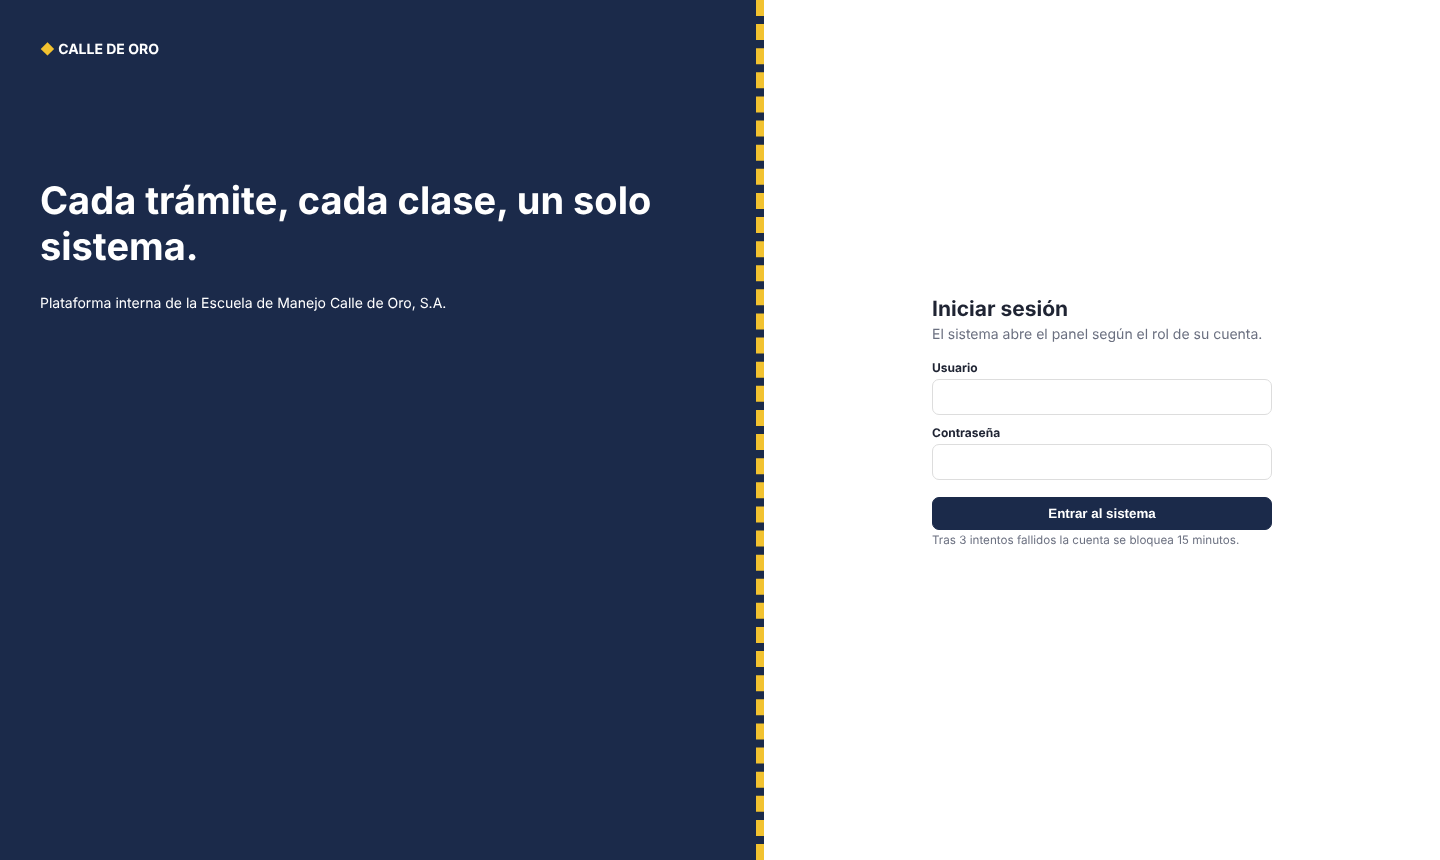 CALLE DE ORO
Cada trámite, cada clase, un solo
sistema.
Plataforma interna de la Escuela de Manejo Calle de Oro, S.A.
Iniciar sesión
El sistema abre el panel según el rol de su cuenta.
Usuario
Contraseña
Entrar al sistema
Tras 3 intentos fallidos la cuenta se bloquea 15 minutos.